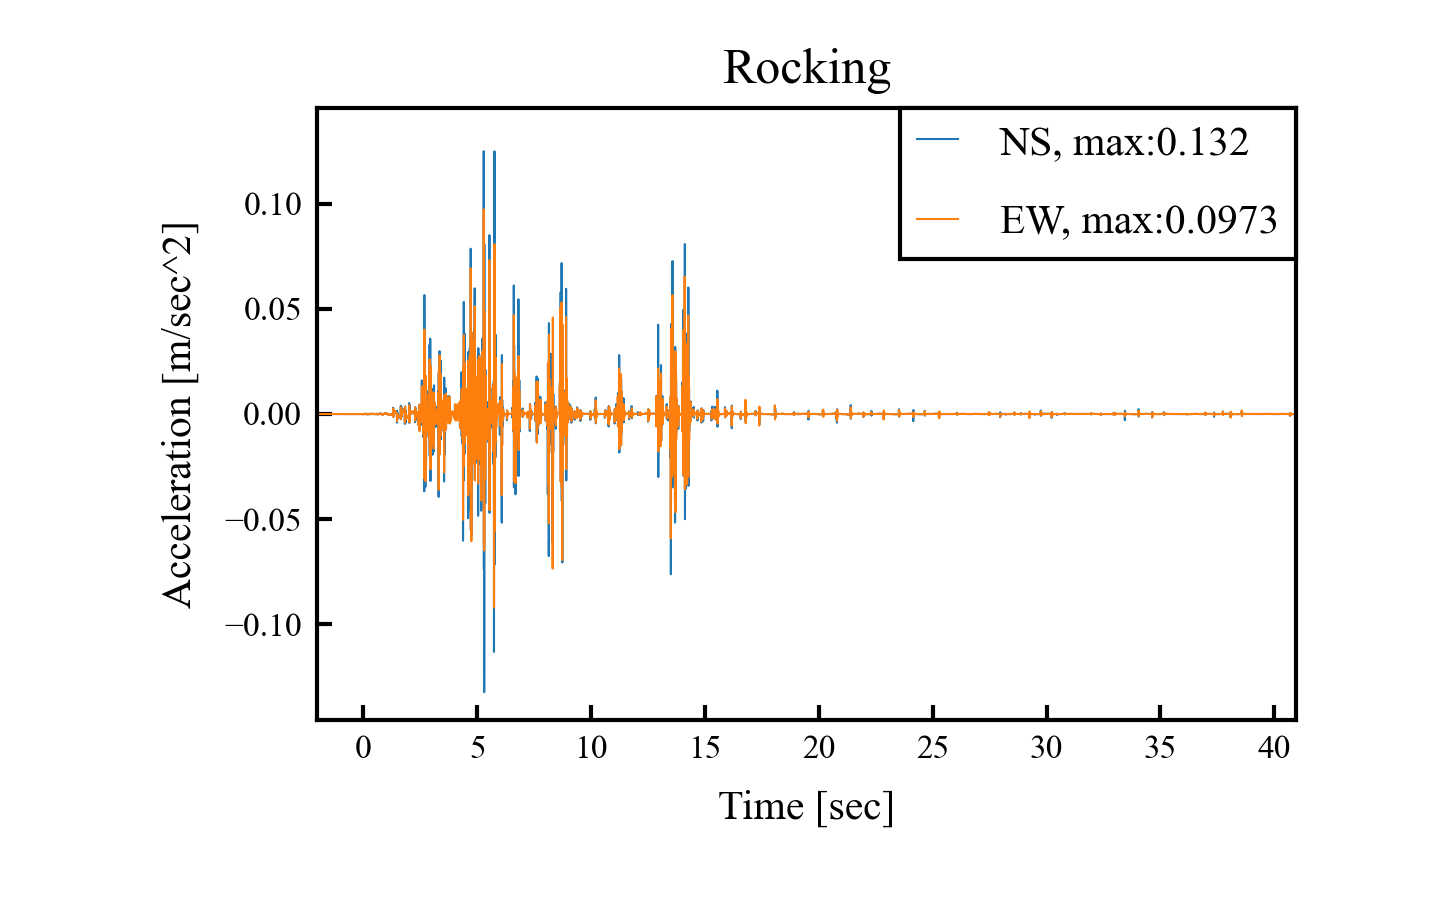 Rocking
NS, max:0.132
EW, max:0.0973
Acceleration [m/sec^2]
0.10
0.05
0.00
−0.05
−0.10
0 5 10 15 20 25 30 35 40
Time [sec]